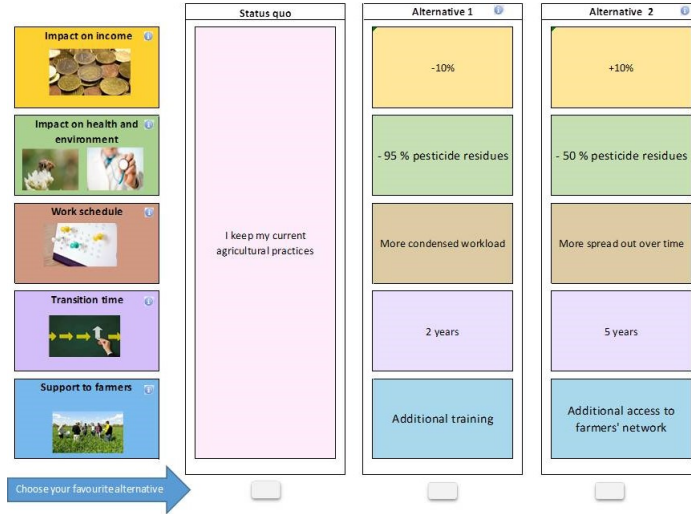 Status quo
Alternative 1
Alternative 2
Impact on income
-10%
+10%
Impact on health and
environment
- 95 % pesticide residues
- 50 % pesticide residues
Work schedule
I keep my current
agricultural practices
More condensed workload
More spread out over time
Transition time
2 years
5 years
Support to farmers
Additional training
Additional access to
farmers' network
Choose your favourite alternative